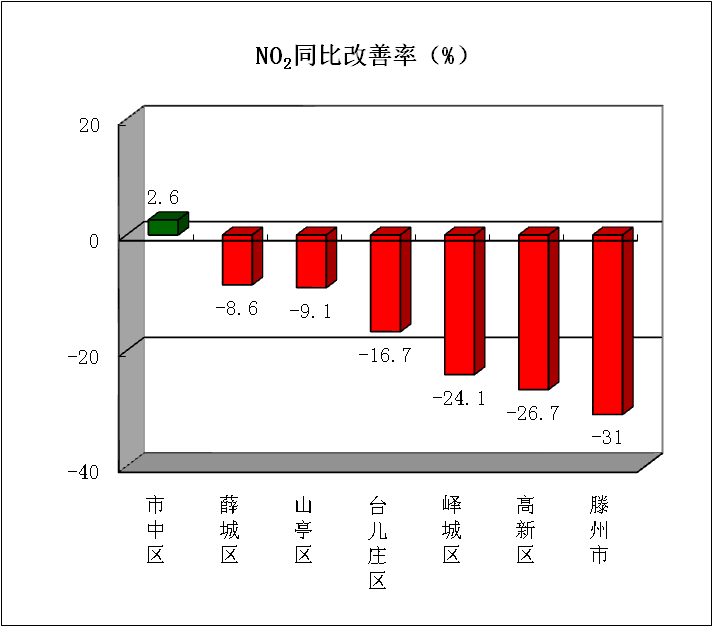 NO₂同比改善率（%）
20
0
-20
-40
2.6
-8.6
-9.1
-16.7
-24.1
-26.7
-31
市中区
薛城区
山亭区
台儿庄区
峄城区
高新区
滕州市